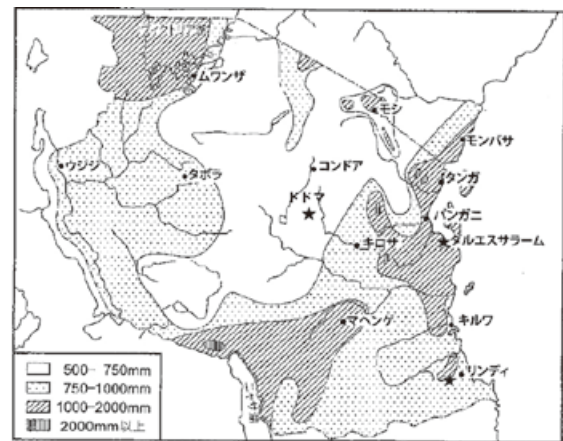 ムワンザ
モシ
モンバサ
ウジジ
タボラ
コンドア
タンガ
ドドマ
パンガニ
キロサ
ダルエスサラーム
マヘンゲ
キルワ
リンディ
500- 750mm
750-1000mm
1000-2000mm
2000mm以上